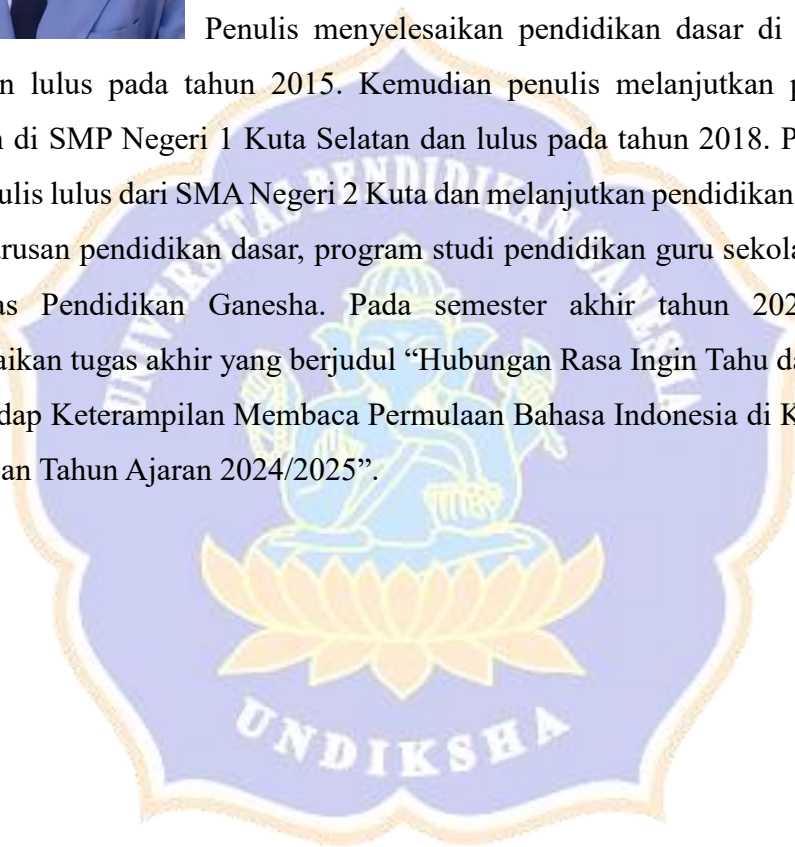 Penulis menyelesaikan pendidikan dasar di
n lulus pada tahun 2015. Kemudian penulis melanjutkan p
di SMP Negeri 1 Kuta Selatan dan lulus pada tahun 2018. P
ulis lulus dari SMA Negeri 2 Kuta dan melanjutkan pendidikan
rusan pendidikan dasar, program studi pendidikan guru sekola
as Pendidikan Ganesha. Pada semester akhir tahun 202
aikan tugas akhir yang berjudul “Hubungan Rasa Ingin Tahu da
dap Keterampilan Membaca Permulaan Bahasa Indonesia di K
an Tahun Ajaran 2024/2025”.
UNIVERSITAS PENDIDIKAN GANESHA
UNDIKSHA